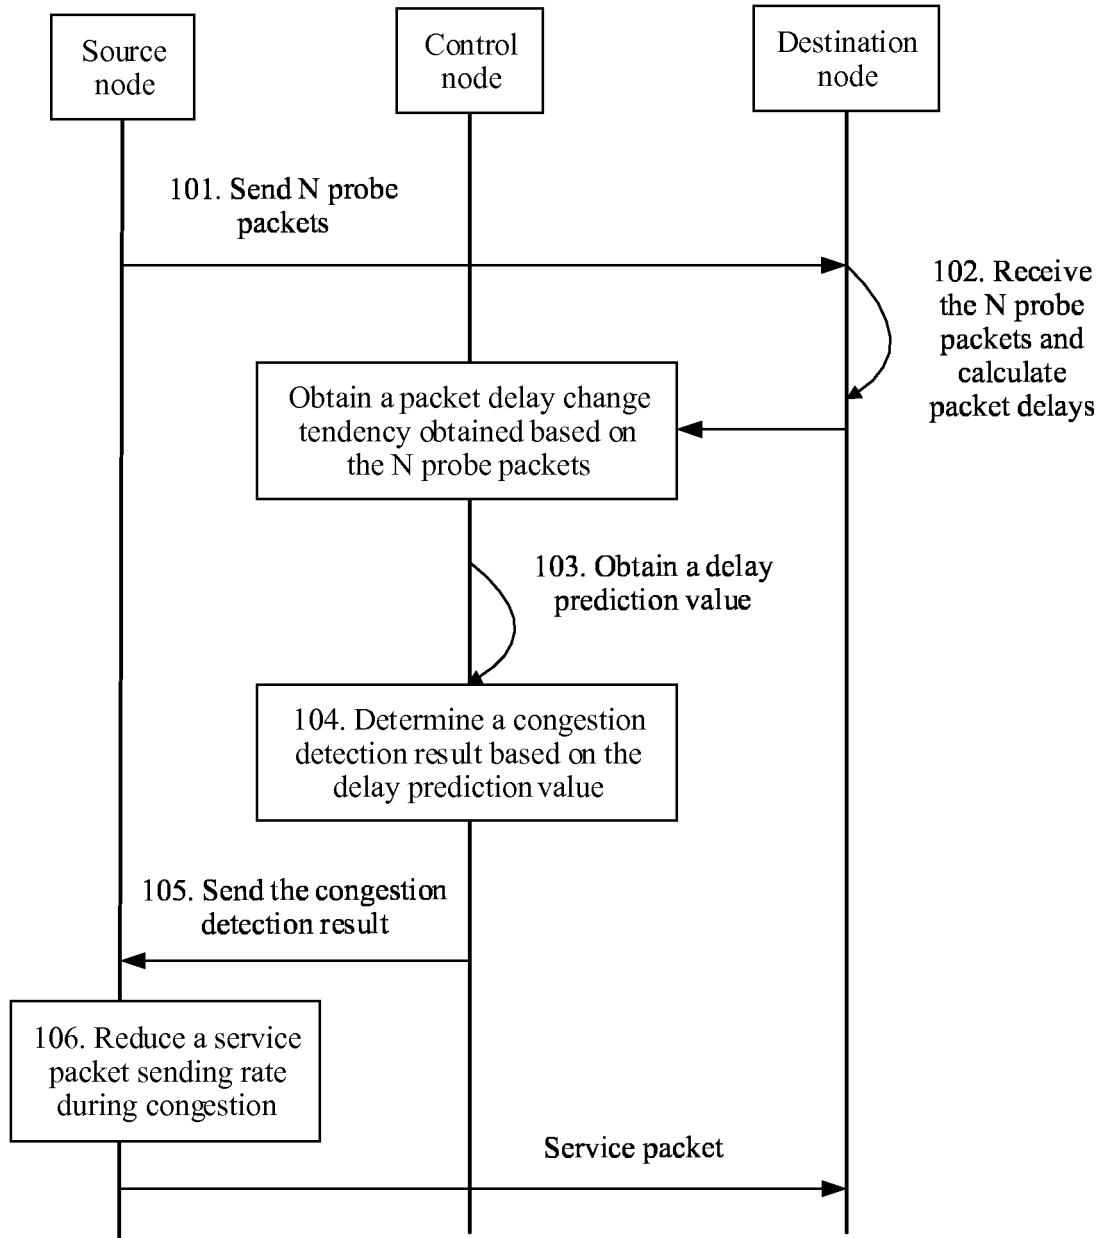 Source
node
Control
node
Destination
node
101. Send N probe
packets
102. Receive
the N probe
packets and
calculate
packet delays
Obtain a packet delay change
tendency obtained based on
the N probe packets
103. Obtain a delay
prediction value
104. Determine a congestion
detection result based on the
delay prediction value
105. Send the congestion
detection result
106. Reduce a service
packet sending rate
during congestion
Service packet